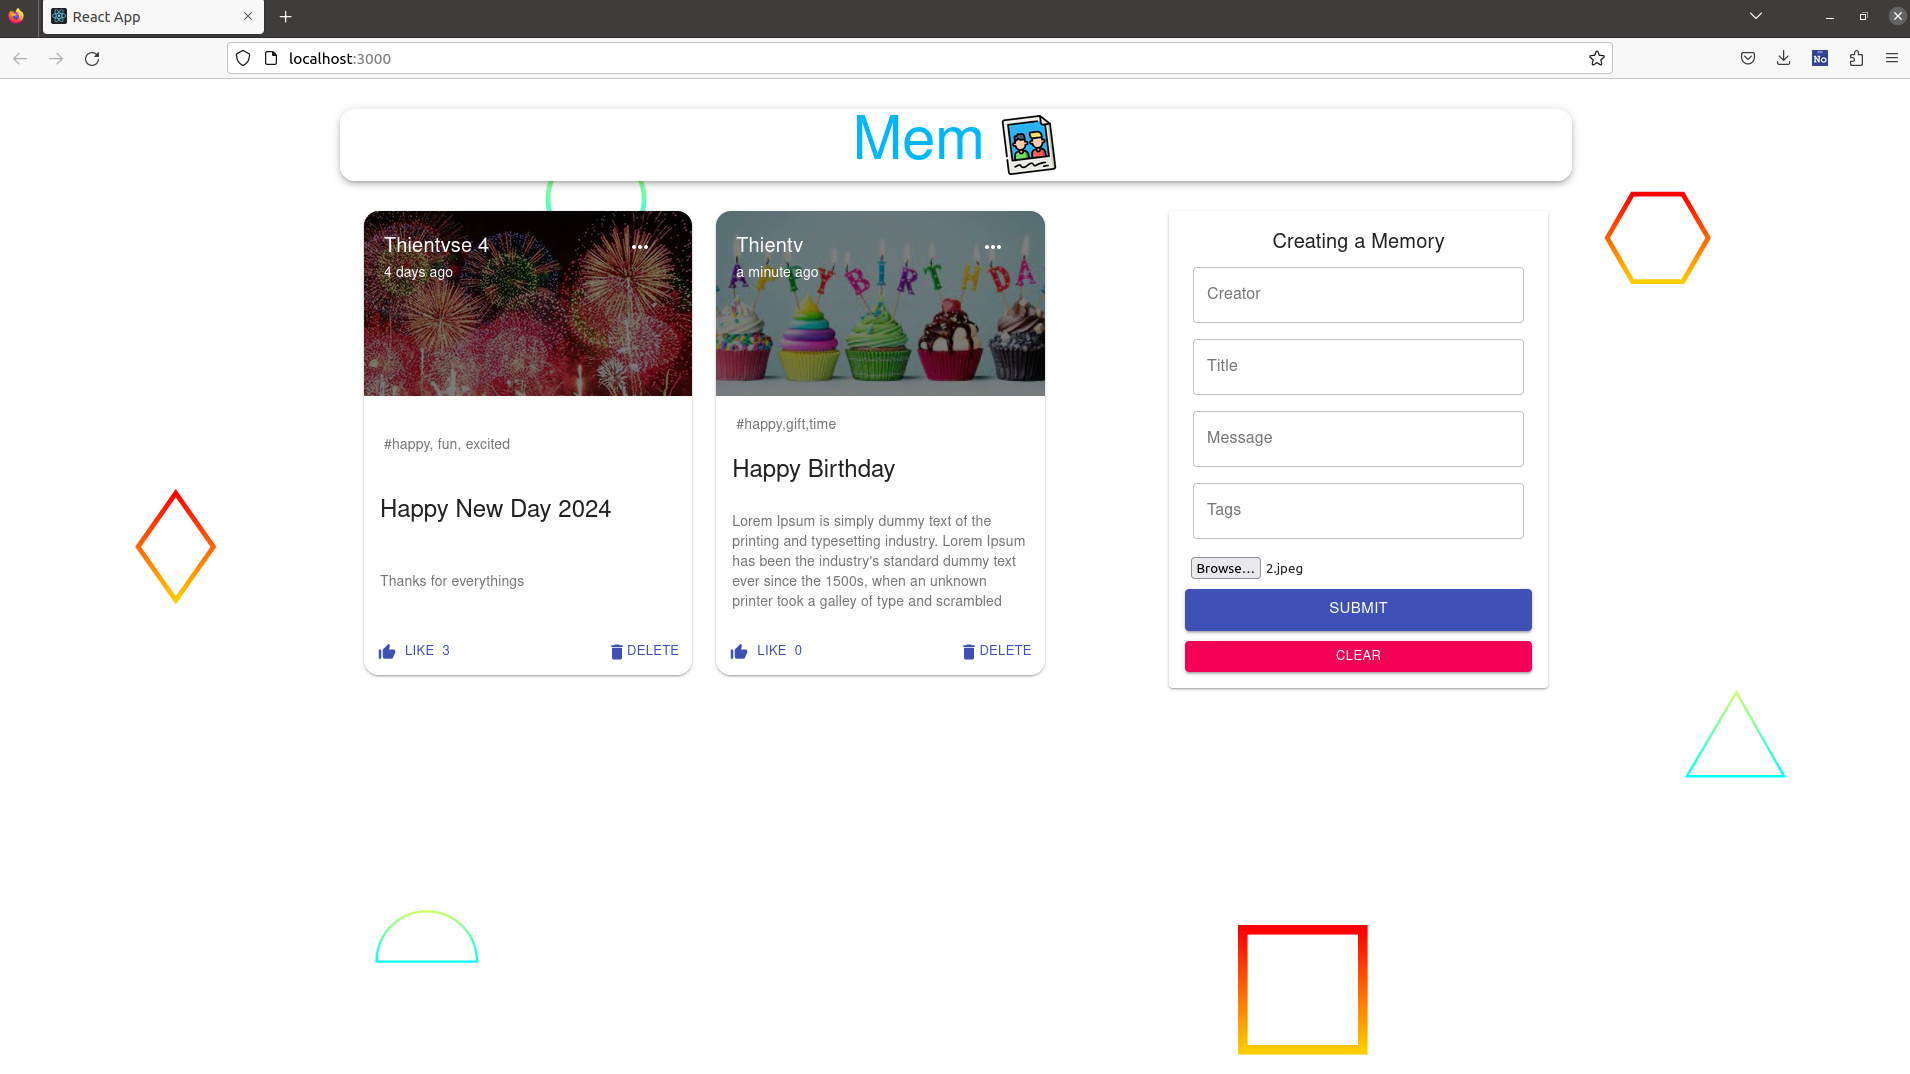 React App
localhost:3000
No
Mem
Thientvse 4
4 days ago
#happy, fun, excited
Happy New Day 2024
Thanks for everythings
LIKE 3
DELETE
Thientv
a minute ago
HAPPY BIRTHDA
#happy,gift,time
Happy Birthday
Lorem Ipsum is simply dummy text of the
printing and typesetting industry. Lorem Ipsum
has been the industry's standard dummy text
ever since the 1500s, when an unknown
printer took a galley of type and scrambled
LIKE 0
DELETE
Creating a Memory
Creator
Title
Message
Tags
Browse... 2.jpeg
SUBMIT
CLEAR